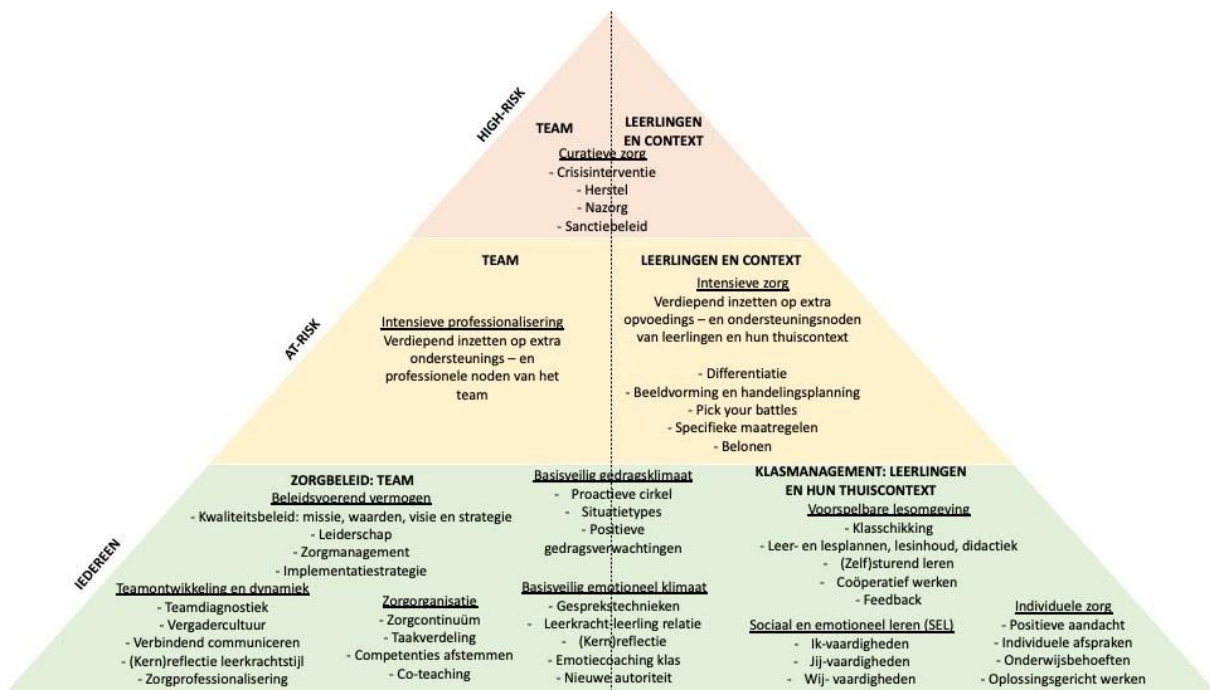 HIGH-RISK
TEAM
LEERLINGEN
EN CONTEXT
Curatieve zorg
- Crisisinterventie
- Herstel
- Nazorg
- Sanctiebeleid
AT-RISK
TEAM
Intensieve professionalisering
Verdiepend inzetten op extra
ondersteunings – en
professionele noden van het
team
LEERLINGEN EN CONTEXT
Intensieve zorg
Verdiepend inzetten op extra
opvoedings – en ondersteuningsnoden
van leerlingen en hun thuiscontext
- Differentiatie
- Beeldvorming en handelingsplanning
- Pick your battles
- Specifieke maatregelen
- Belonen
IEDEREEN
ZORGBELEID: TEAM
Beleidsvoerend vermogen
- Kwaliteitsbeleid: missie, waarden, visie en strategie
- Leiderschap
- Zorgmanagement
- Implementatiestrategie
Teamontwikkeling en dynamiek
- Teamdiagnostiek
- Vergadercultuur
- Verbindend communiceren
- (Kern)reflectie leerkrachtstijl
- Zorgprofessionalisering
Zorgorganisatie
- Zorgcontinuüm
- Taakverdeling
- Competenties afstemmen
- Co-teaching
Basisveilig gedragsklimaat
- Proactieve cirkel
- Situatietypes
- Positieve
gedragsverwachtingen
Basisveilig emotioneel klimaat
- Gesprekstechnieken
- Leerkracht-leerling relatie
- (Kern)reflectie
- Emotiecoaching klas
- Nieuwe autoriteit
KLASMANAGEMENT: LEERLINGEN
EN HUN THUISCONTEXT
Voorspelbare lesomgeving
- Klasschikking
- Leer- en lesplannen, lesinhoud, didactiek
- (Zelf)sturend leren
- Coöperatief werken
- Feedback
Sociaal en emotioneel leren (SEL)
- Ik-vaardigheden
- Jij-vaardigheden
- Wij- vaardigheden
Individuele zorg
- Positieve aandacht
- Individuele afspraken
- Onderwijsbehoeften
- Oplossingsgericht werken